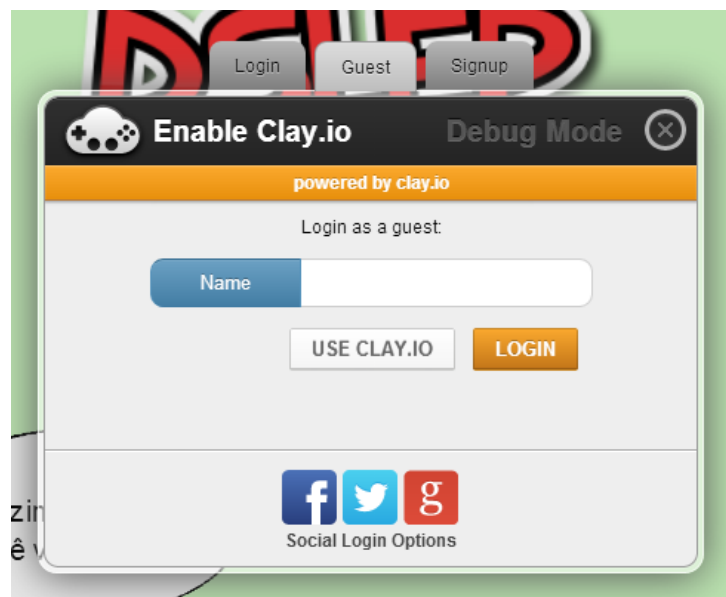 Login
Guest
Signup
Enable Clay.io
Debug Mode
powered by clay.io
Login as a guest:
Name
USE CLAY.IO
LOGIN
f
g
Social Login Options